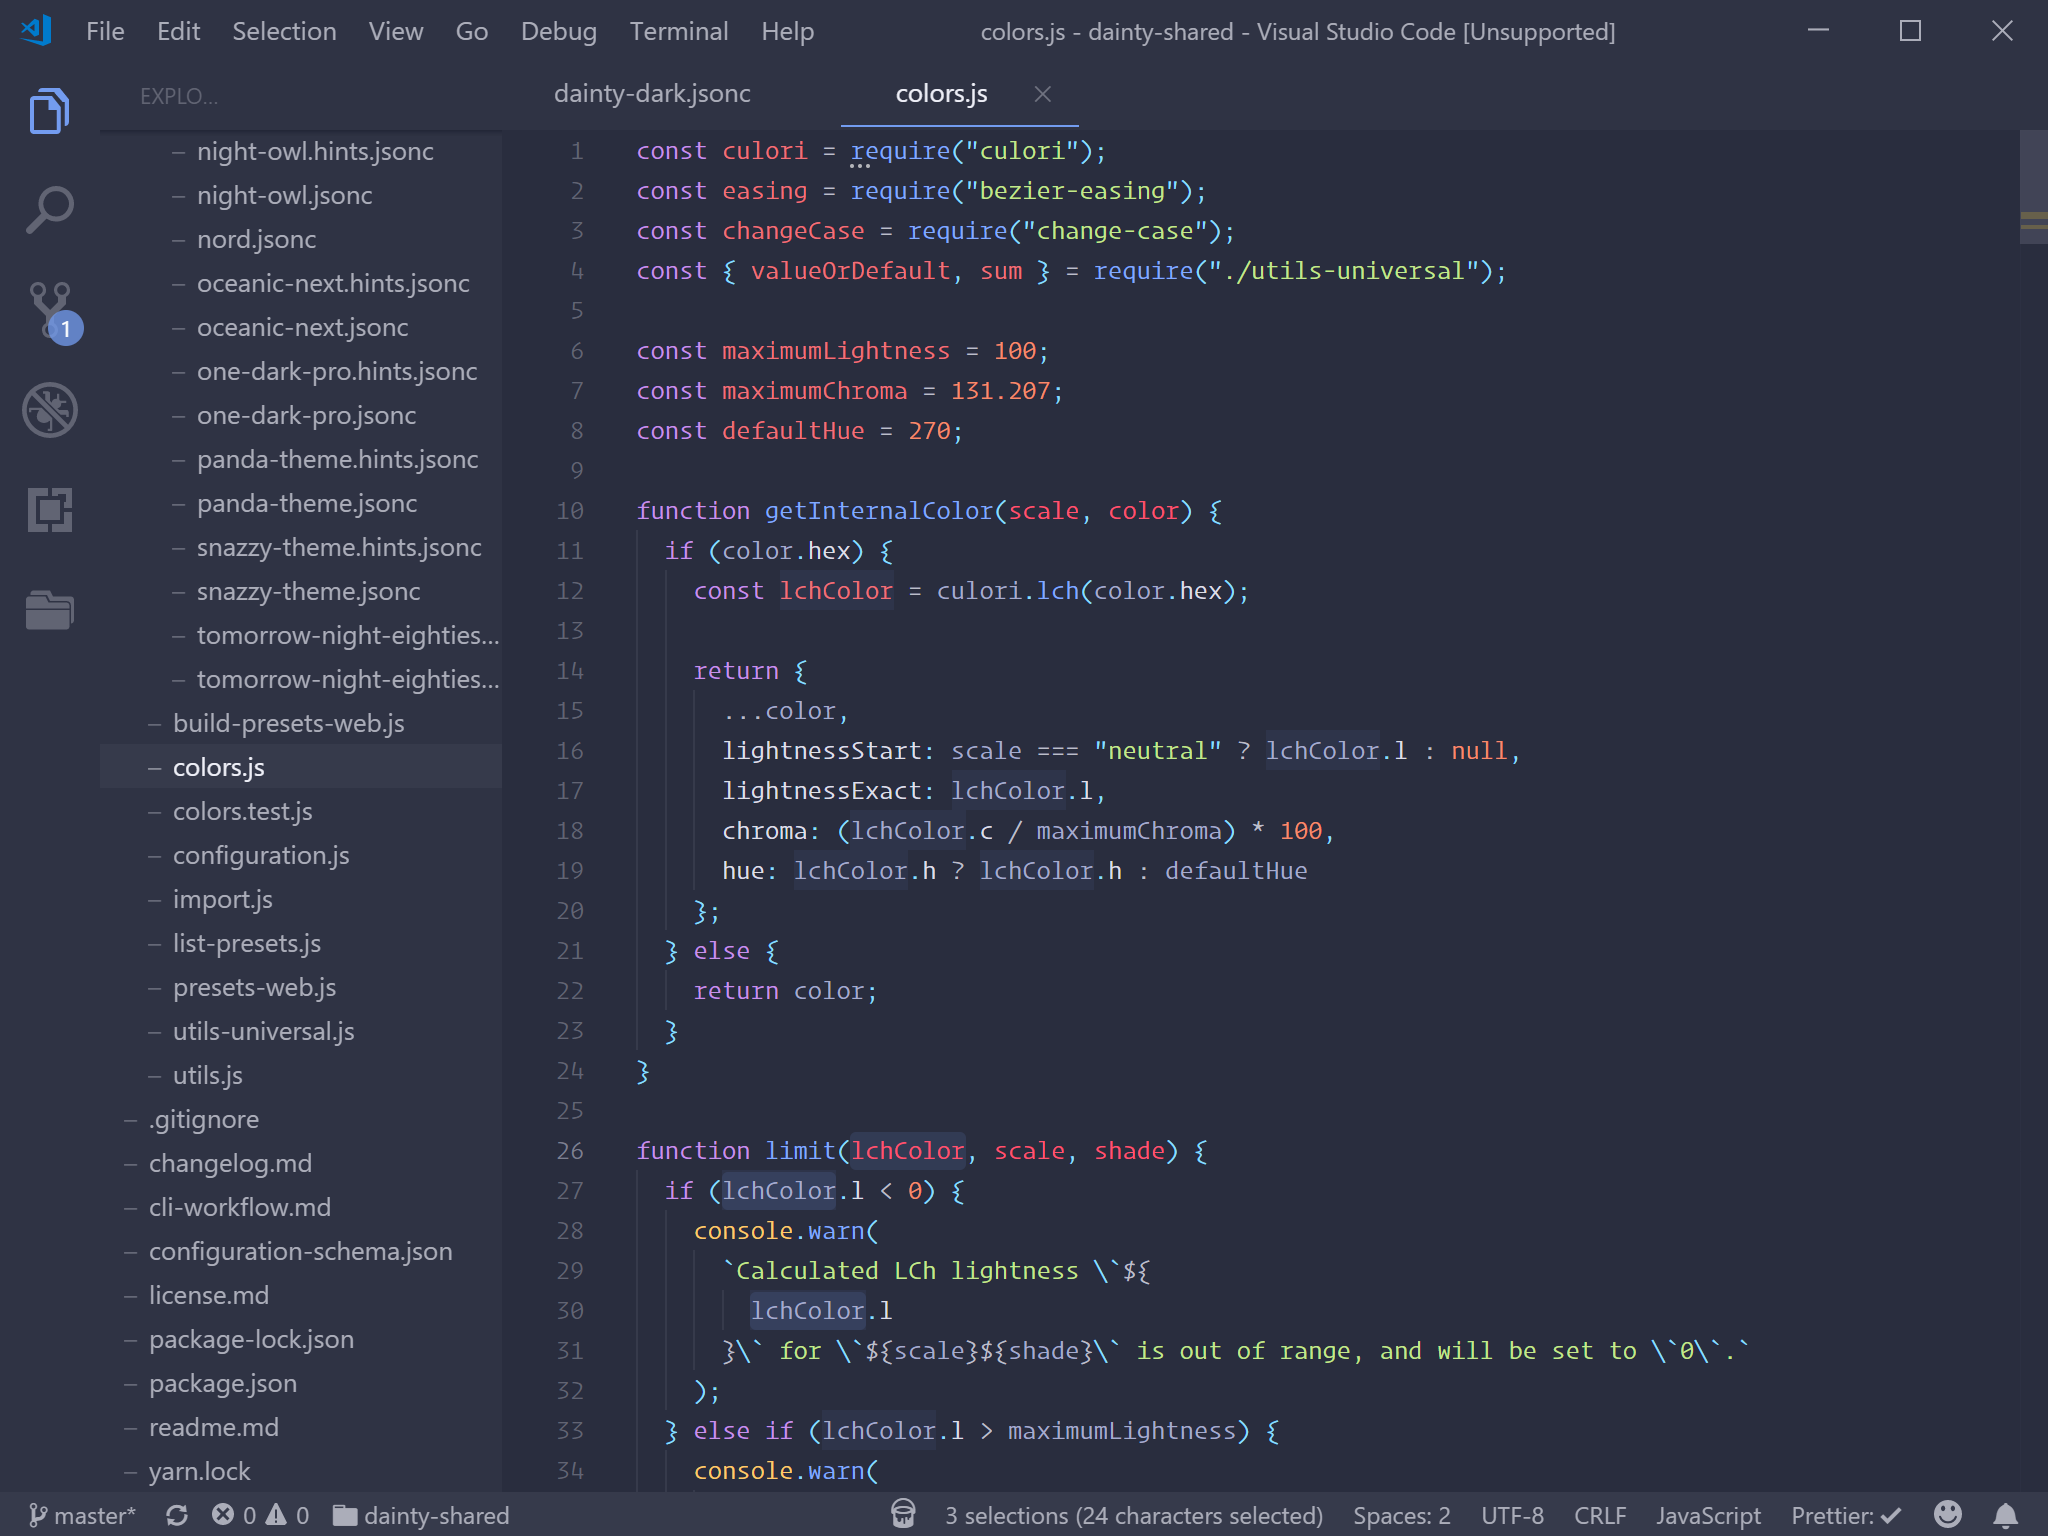 File Edit Selection View Go Debug Terminal Help colors.js - dainty-shared - Visual Studio Code [Unsupported]
EXPLO...
night-owl.hints.jsonc
night-owl.jsonc
nord.jsonc
oceanic-next.hints.jsonc
oceanic-next.jsonc
one-dark-pro.hints.jsonc
one-dark-pro.jsonc
panda-theme.hints.jsonc
panda-theme.jsonc
snazzy-theme.hints.jsonc
snazzy-theme.jsonc
tomorrow-night-eighties...
tomorrow-night-eighties...
build-presets-web.js
colors.js
colors.test.js
configuration.js
import.js
list-presets.js
presets-web.js
utils-universal.js
utils.js
.gitignore
changelog.md
cli-workflow.md
configuration-schema.json
license.md
package-lock.json
package.json
readme.md
yarn.lock
1
dainty-dark.jsonc colors.js
1 const culori = require("culori");
2 const easing = require("bezier-easing");
3 const changeCase = require("change-case");
4 const { valueOrDefault, sum } = require("./utils-universal");
5
6 const maximumLightness = 100;
7 const maximumChroma = 131.207;
8 const defaultHue = 270;
9
10 function getInternalColor(scale, color) {
11 if (color.hex) {
12 const lchColor = culori.lch(color.hex);
13
14 return {
15 ...color,
16 lightnessStart: scale === "neutral" ? lchColor.l : null,
17 lightnessExact: lchColor.l,
18 chroma: (lchColor.c / maximumChroma) * 100,
19 hue: lchColor.h ? lchColor.h : defaultHue
20 };
21 } else {
22 return color;
23 }
24 }
25
26 function limit(lchColor, scale, shade) {
27 if (lchColor.l < 0) {
28 console.warn(
29 `Calculated LCh lightness \`${
30 lchColor.l
31 }\` for \`${scale}${shade}\` is out of range, and will be set to \`0\`.`
32 );
33 } else if (lchColor.l > maximumLightness) {
34 console.warn(
master* 0 0 dainty-shared 3 selections (24 characters selected) Spaces: 2 UTF-8 CRLF JavaScript Prettier: ✓